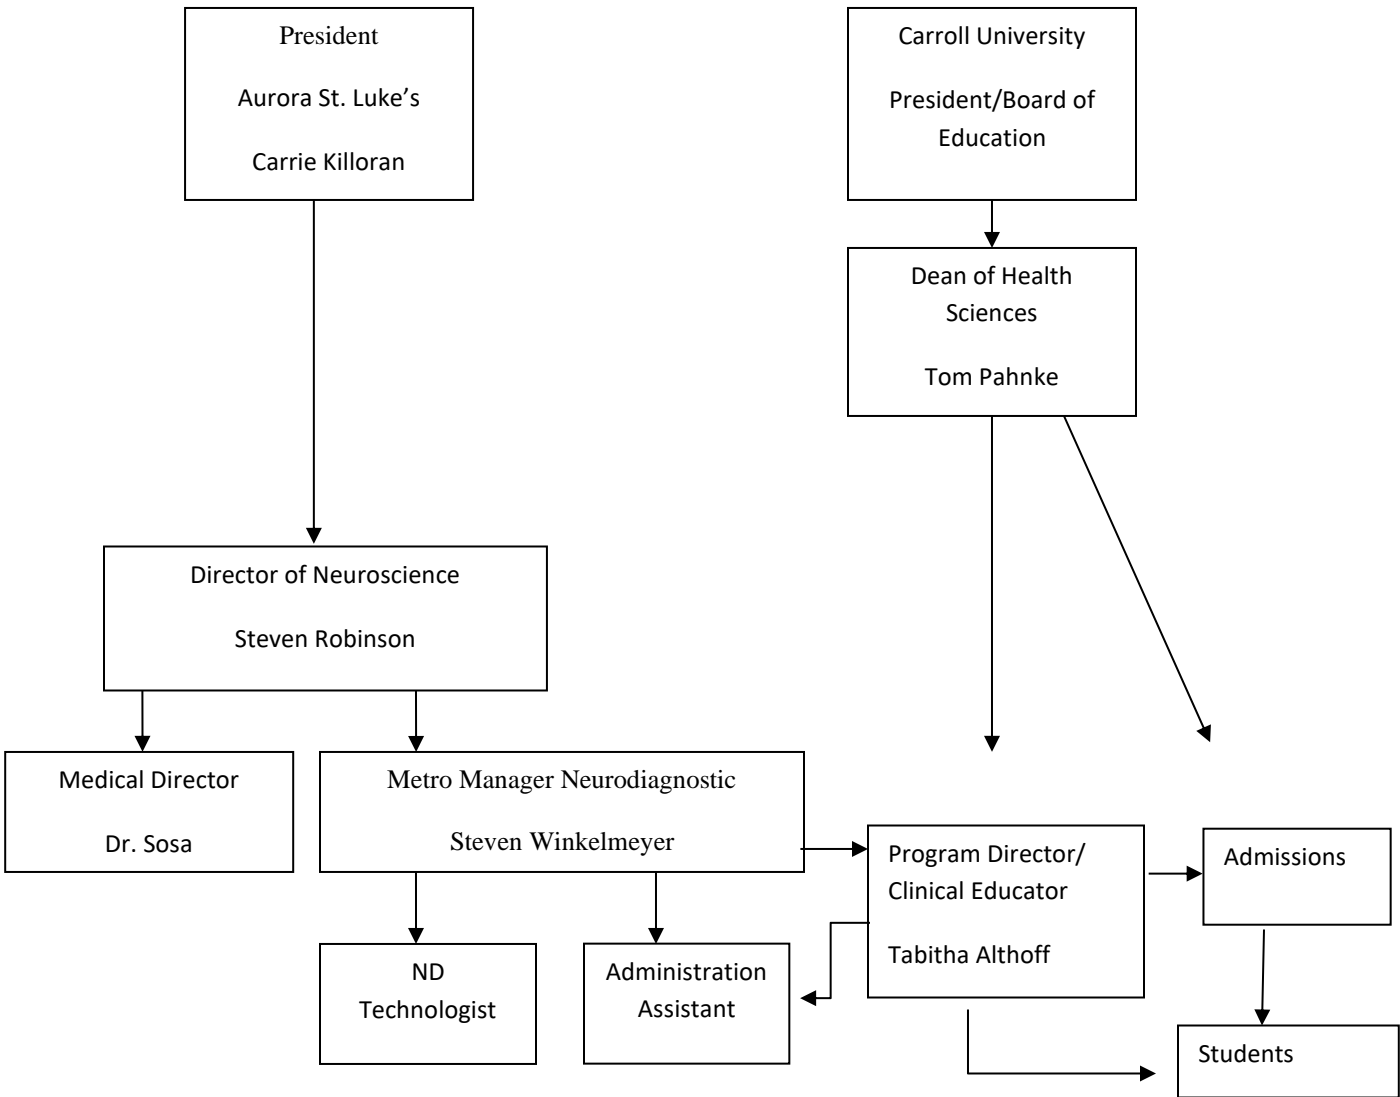 President
Aurora St. Luke’s
Carrie Killoran
Carroll University
President/Board of
Education
Dean of Health
Sciences
Tom Pahnke
Director of Neuroscience
Steven Robinson
Medical Director
Dr. Sosa
Metro Manager Neurodiagnostic
Steven Winkelmeyer
Program Director/
Clinical Educator
Tabitha Althoff
Admissions
ND
Technologist
Administration
Assistant
Students